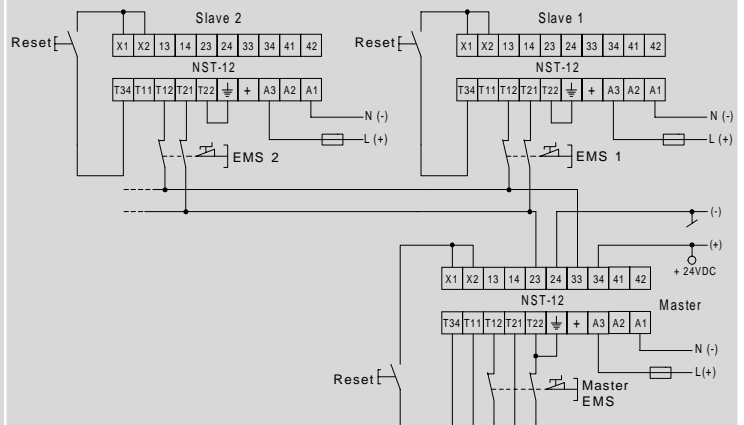 Slave 2
Slave 1
Reset
X1 X2 13 14 23 24 33 34 41 42
Reset
X1 X2 13 14 23 24 33 34 41 42
NST-12
NST-12
T34 T11 T12 T21 T22 + A3 A2 A1
T34 T11 T12 T21 T22 + A3 A2 A1
N (-)
N (-)
L (+)
L (+)
EMS 2
EMS 1
(-)
(+)
+ 24VDC
X1 X2 13 14 23 24 33 34 41 42
NST-12
Master
T34 T11 T12 T21 T22 + A3 A2 A1
N (-)
L(+)
Reset
Master
EMS